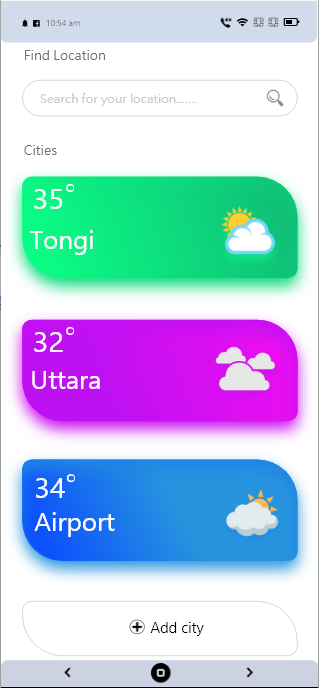 10:54 am
Find Location
Search for your location.......
Cities
35°
Tongi
32°
Uttara
34°
Airport
Add city